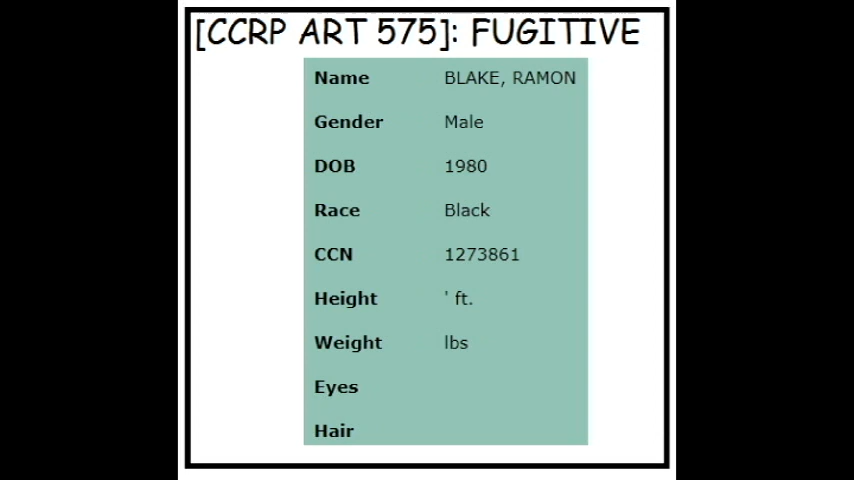 [CCRP ART 575]: FUGITIVE
Name BLAKE, RAMON
Gender Male
DOB 1980
Race Black
CCN 1273861
Height ' ft.
Weight lbs
Eyes
Hair